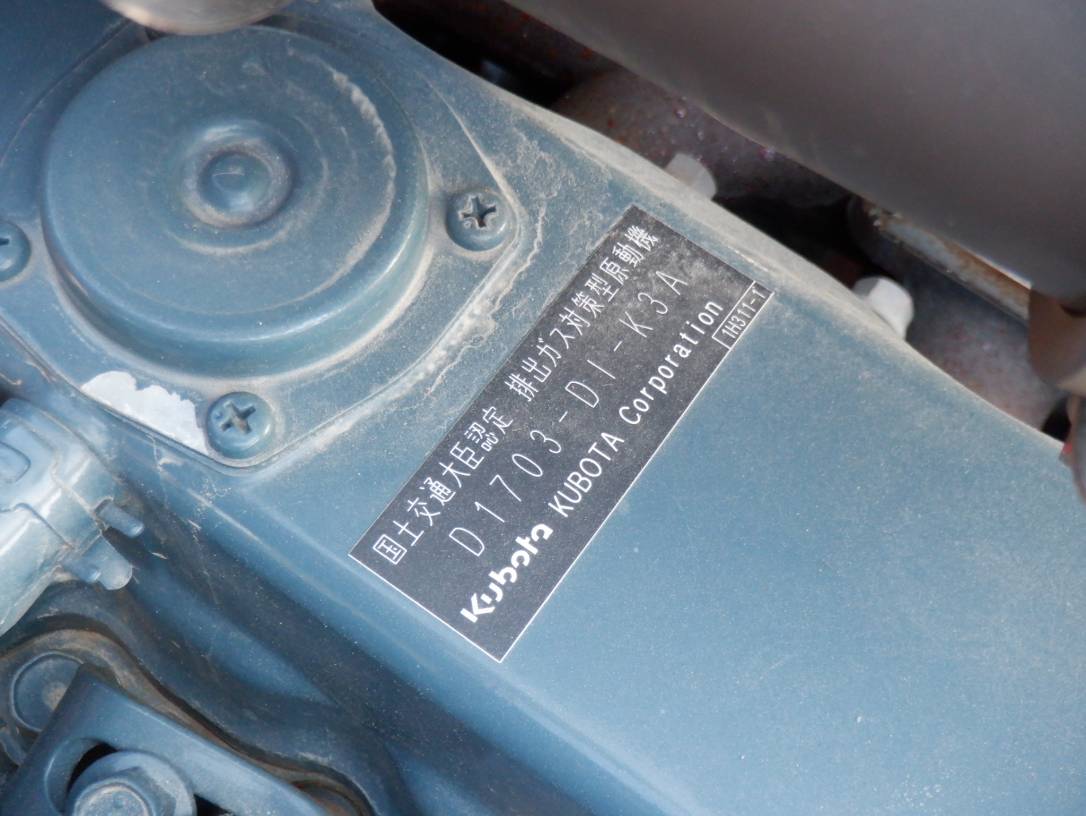 国土交通大臣認定 排出ガス対策型原動機
D1703-DI-K3A
Kubota KUBOTA Corporation
1H311-1